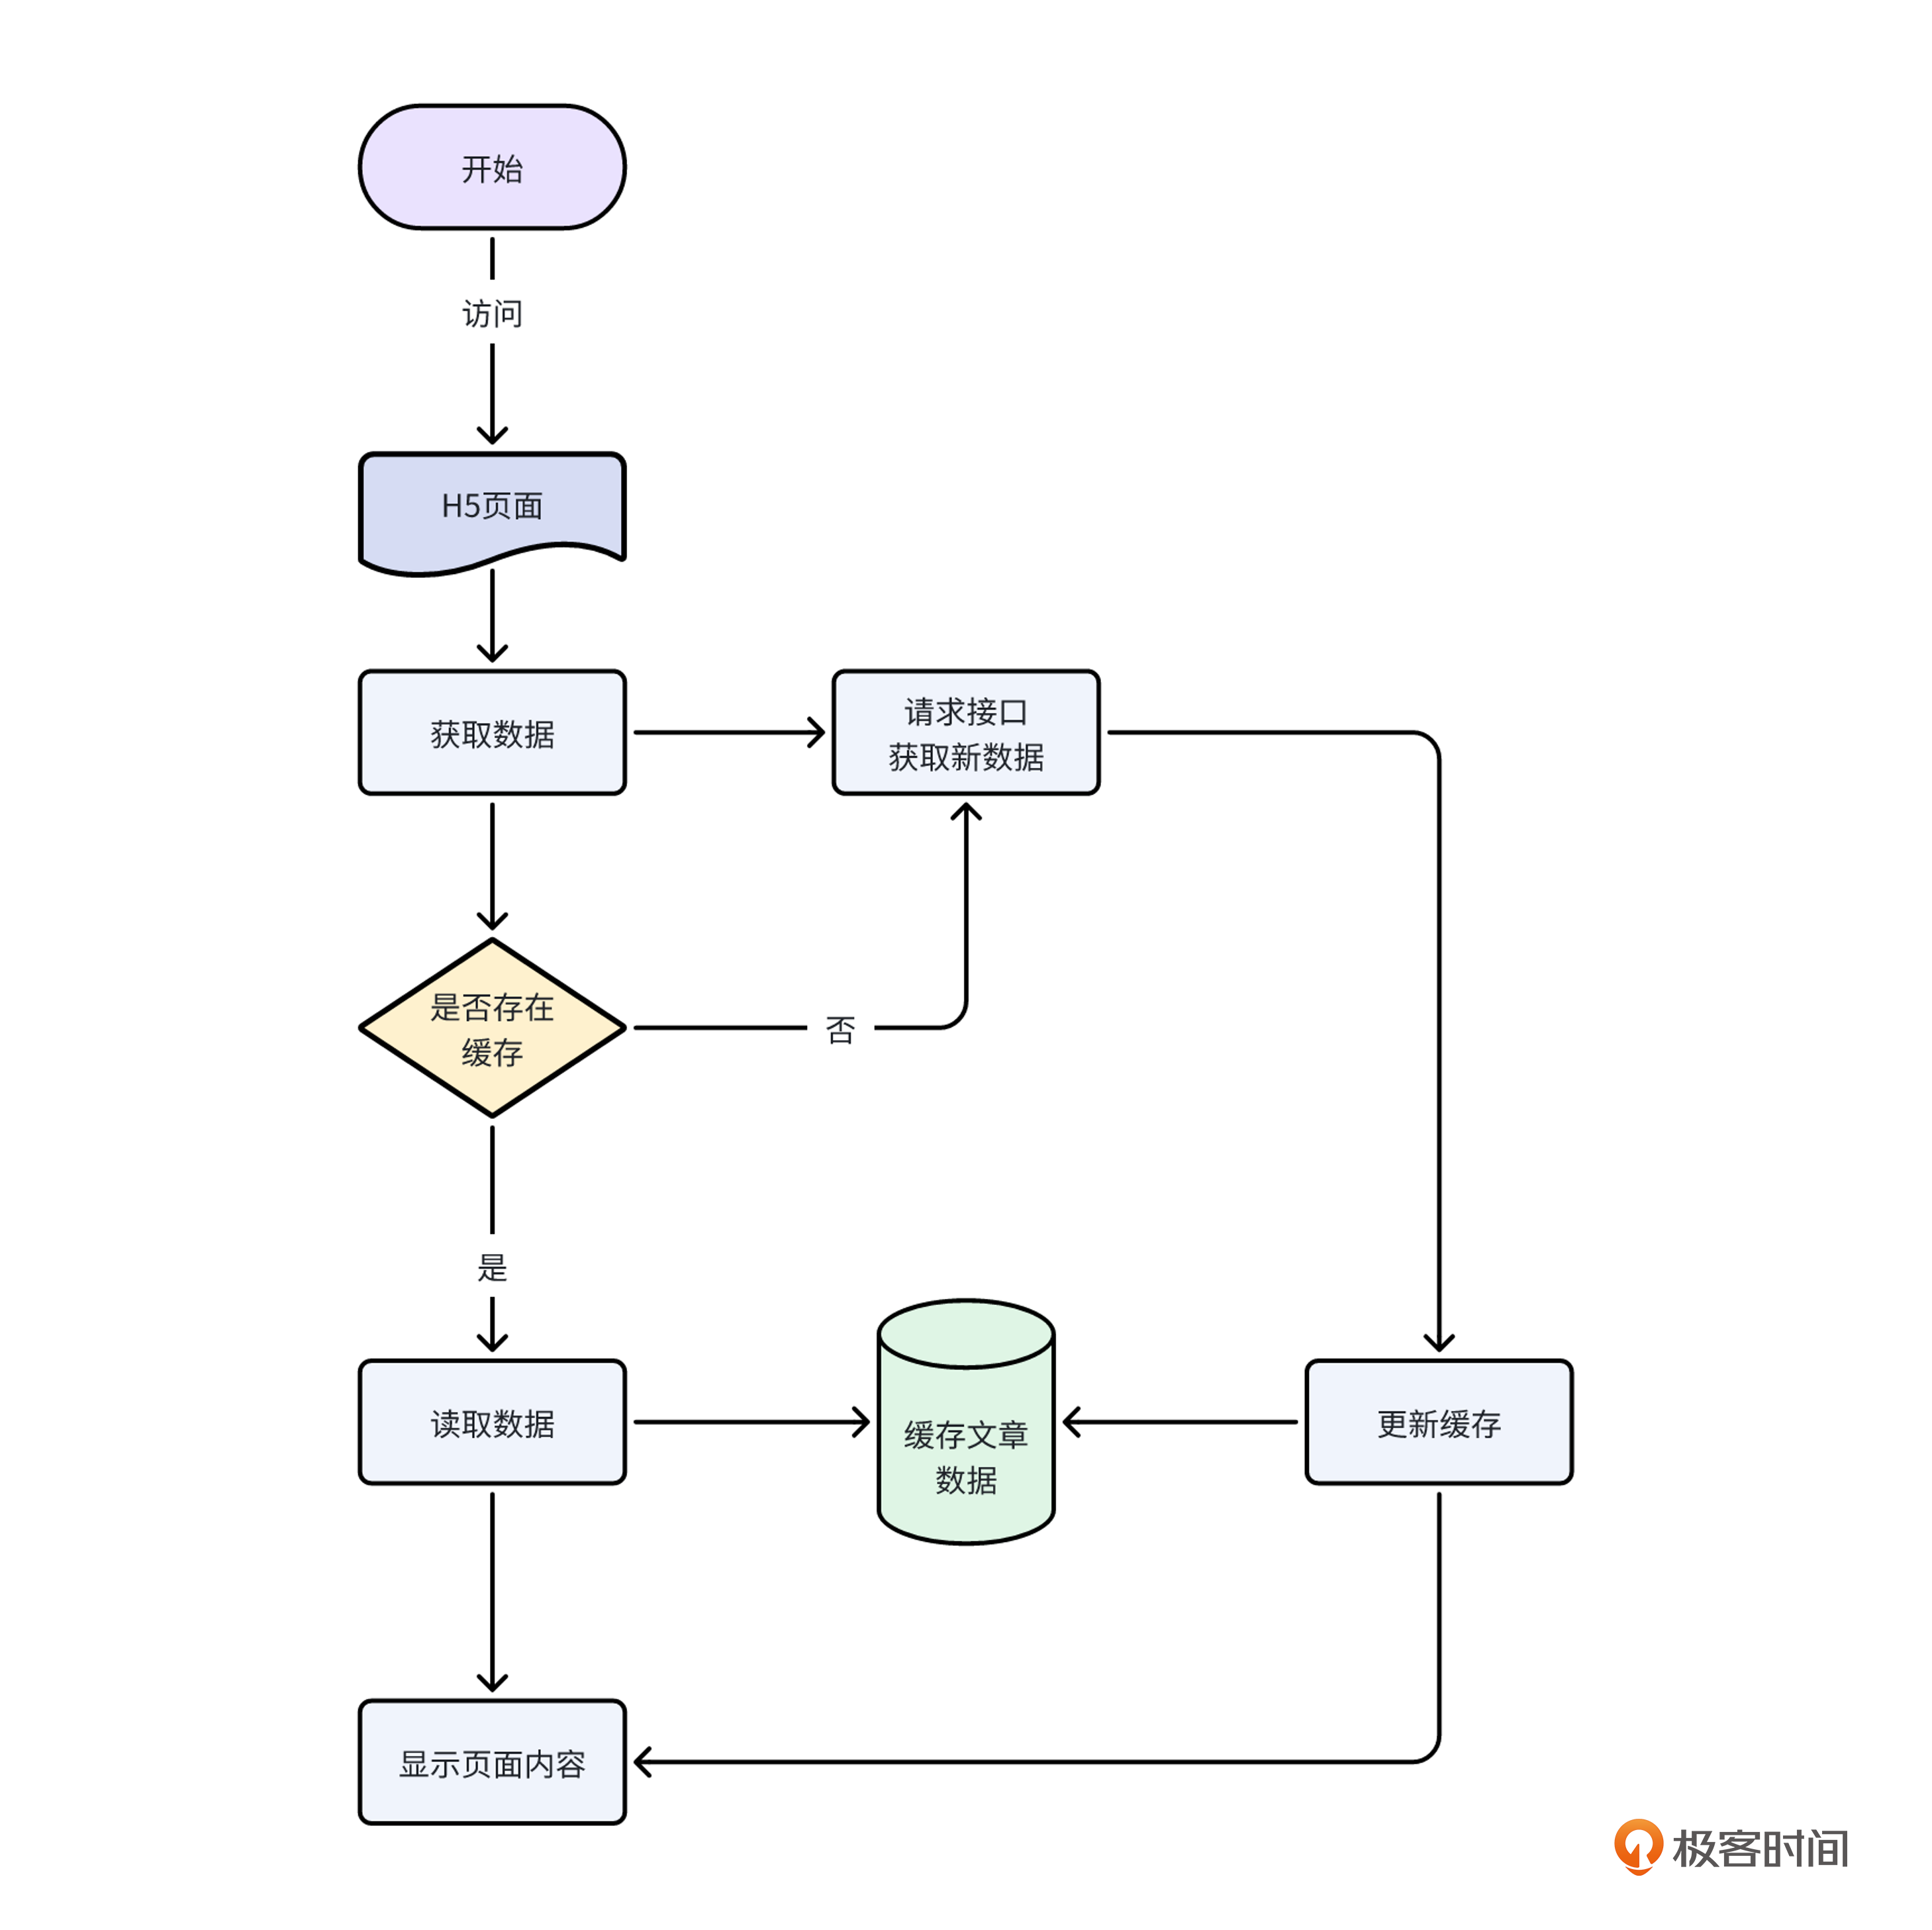 开始
访问
H5页面
获取数据
请求接口
获取新数据
是否存在
缓存
否
是
读取数据
缓存文章
数据
更新缓存
显示页面内容
极客时间